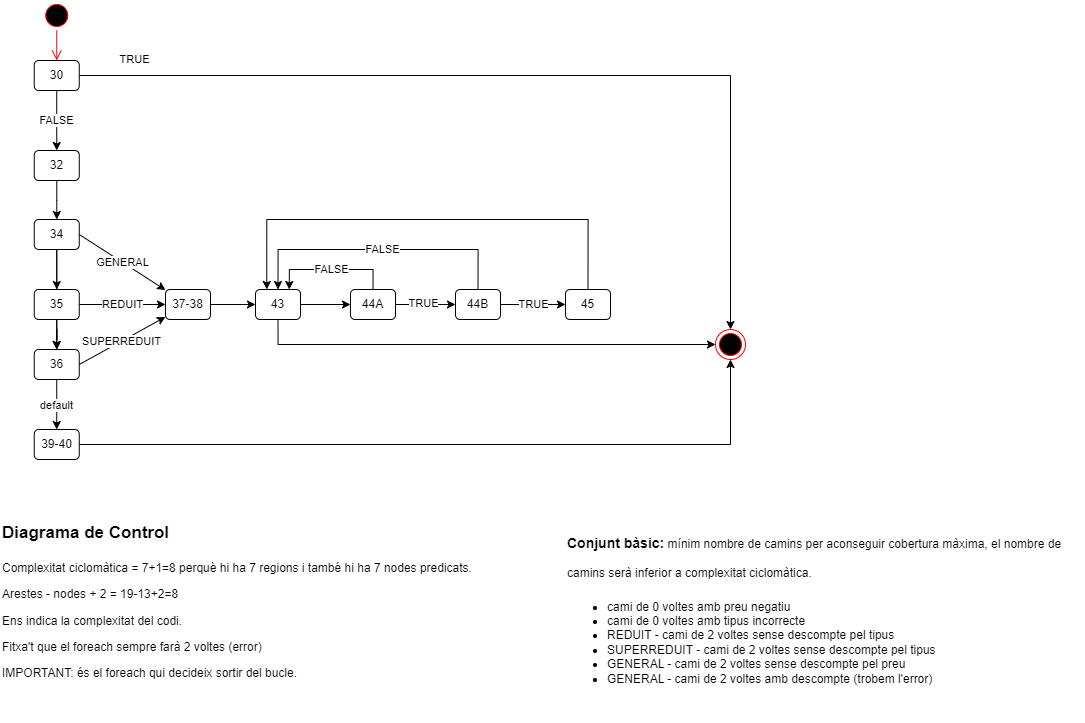 TRUE
30
FALSE
32
34
GENERAL
FALSE
FALSE
35
REDUIT
37-38
43
44A
TRUE
44B
TRUE
45
SUPERREDUIT
36
default
39-40
Diagrama de Control
Complexitat ciclomàtica = 7+1=8 perquè hi ha 7 regions i també hi ha 7 nodes predicats.
Arestes - nodes + 2 = 19-13+2=8
Ens indica la complexitat del codi.
Fitxa't que el foreach sempre farà 2 voltes (error)
IMPORTANT: és el foreach qui decideix sortir del bucle.
Conjunt bàsic: mínim nombre de camins per aconseguir cobertura màxima, el nombre de
camins serà inferior a complexitat ciclomàtica.
• cami de 0 voltes amb preu negatiu
• cami de 0 voltes amb tipus incorrecte
• REDUIT - cami de 2 voltes sense descompte pel tipus
• SUPERREDUIT - cami de 2 voltes sense descompte pel tipus
• GENERAL - cami de 2 voltes sense descompte pel preu
• GENERAL - cami de 2 voltes amb descompte (trobem l'error)